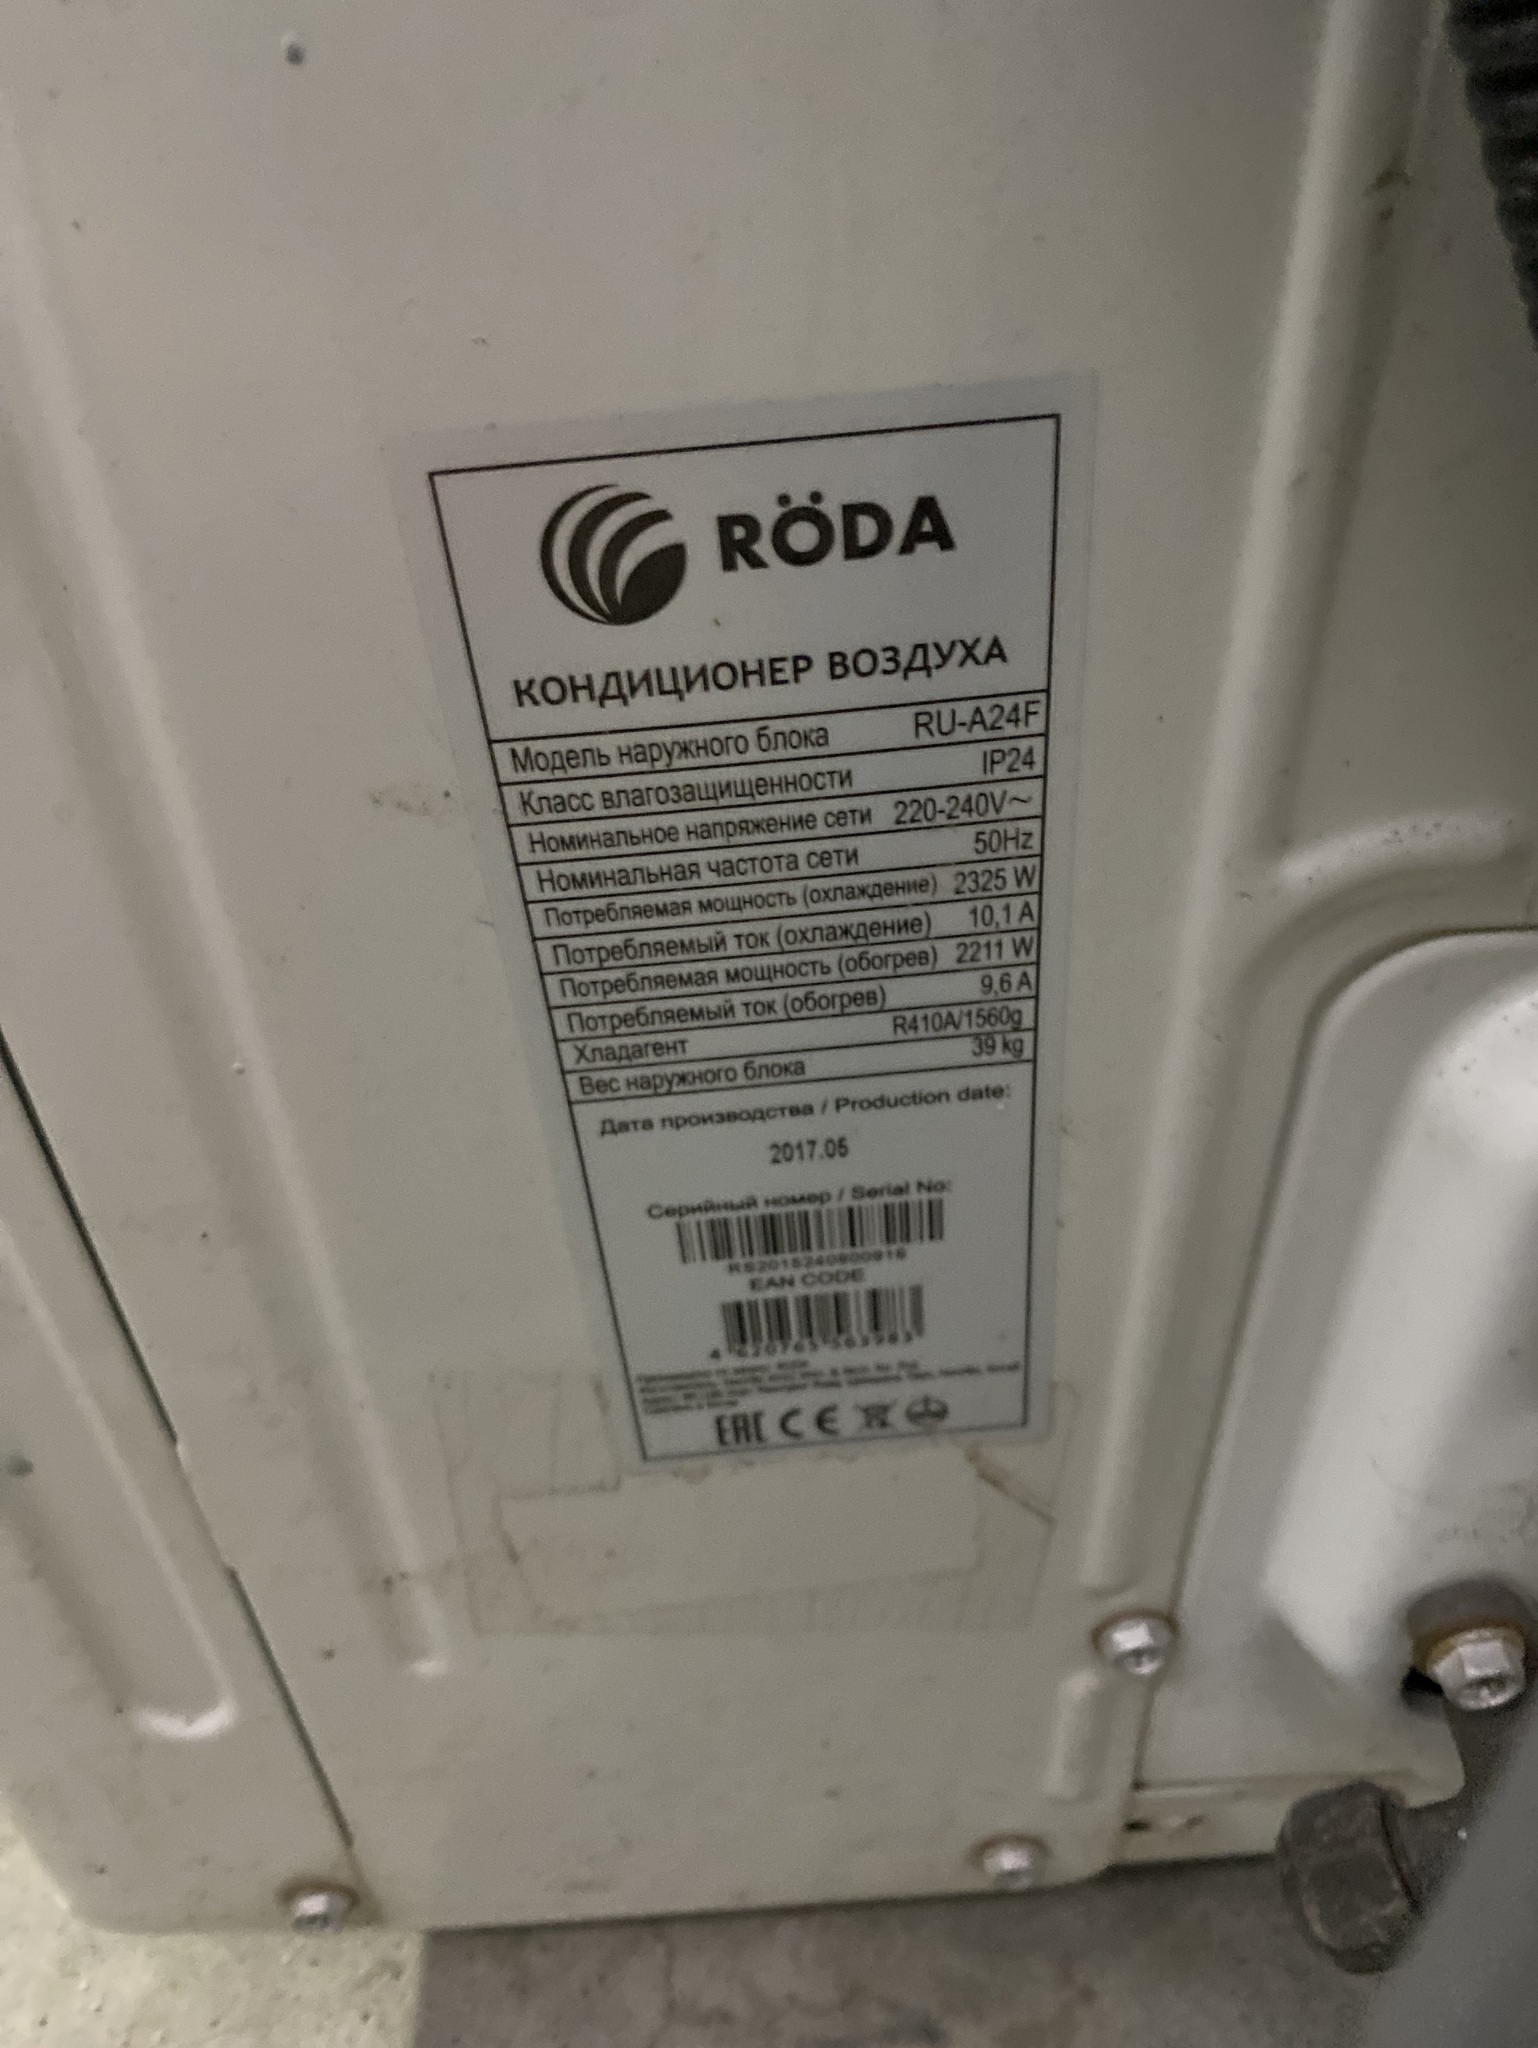 RÖDA
КОНДИЦИОНЕР ВОЗДУХА
Модель наружного блока RU-A24F
Класс влагозащищенности IP24
Номинальное напряжение сети 220-240V~
Номинальная частота сети 50Hz
Потребляемая мощность (охлаждение) 2325 W
Потребляемый ток (охлаждение) 10,1 A
Потребляемая мощность (обогрев) 2211 W
Потребляемый ток (обогрев) 9,6 A
Хладагент R410A/1560g
Вес наружного блока 39 kg
Дата производства / Production date:
2017.05
Серийный номер / Serial No:
EAN CODE
EAC CE